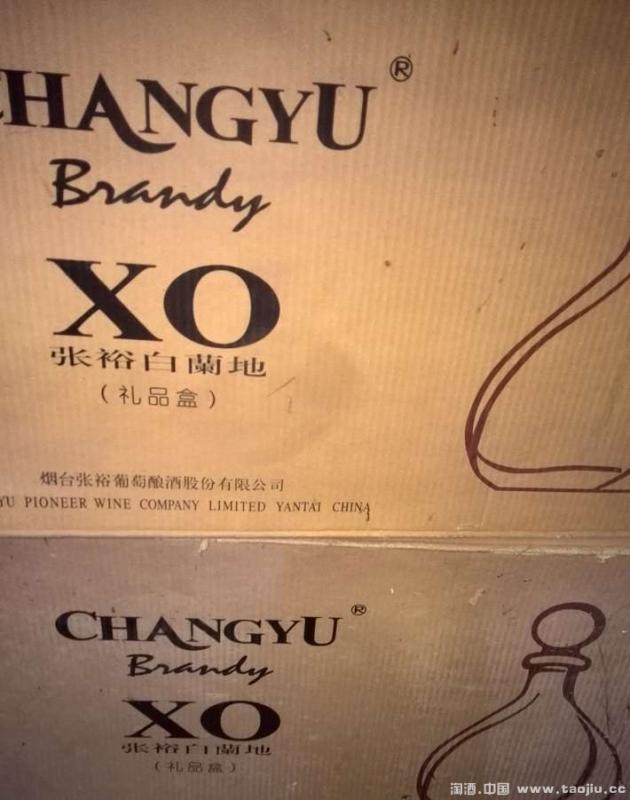 CHANGYU®
Brandy
XO
张裕白蘭地
（礼品盒）
烟台张裕葡萄酿酒股份有限公司
YU PIONEER WINE COMPANY LIMITED YANTAI CHINA
CHANGYU®
Brandy
XO
张裕白蘭地
（礼品盒）
淘酒.中国 www.taojiu.cc